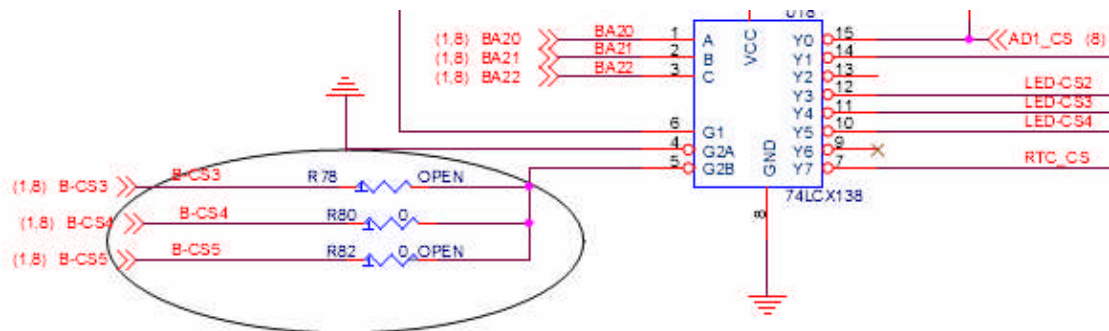 U18
(1,8) BA20 BA20 1 A VCC Y0 15 AD1_CS (8)
(1,8) BA21 BA21 2 B Y1 14
(1,8) BA22 BA22 3 C Y2 13
Y3 12 LED-CS2
Y4 11 LED-CS3
6 G1 Y5 10 LED-CS4
4 G2A GND Y6 9
5 G2B Y7 7 RTC_CS
(1,8) B-CS3 B-CS3 R78 1 OPEN
74LCX138
(1,8) B-CS4 B-CS4 R80 1 0 8
(1,8) B-CS5 B-CS5 R82 1 0 OPEN